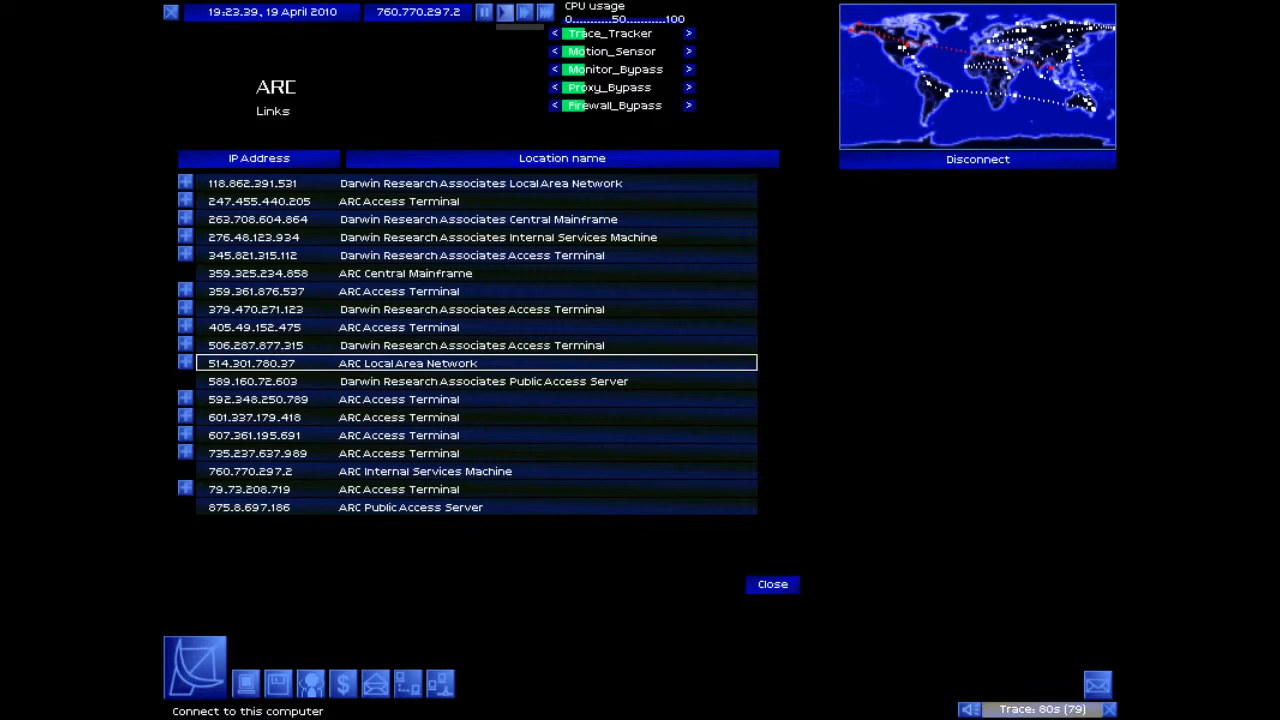 19:23.39, 19 April 2010
760.770.297.2
CPU usage
0.........50.........100
< Trace_Tracker >
< Motion_Sensor >
< Monitor_Bypass >
< Proxy_Bypass >
< Firewall_Bypass >
ARC
Links
IP Address Location name
Disconnect
+ 118.862.391.531 Darwin Research Associates Local Area Network
+ 247.455.440.205 ARC Access Terminal
+ 263.708.604.864 Darwin Research Associates Central Mainframe
+ 276.48.123.934 Darwin Research Associates Internal Services Machine
+ 345.821.315.112 Darwin Research Associates Access Terminal
359.325.234.858 ARC Central Mainframe
+ 359.361.876.537 ARC Access Terminal
+ 379.470.271.123 Darwin Research Associates Access Terminal
+ 405.49.152.475 ARC Access Terminal
+ 506.287.877.315 Darwin Research Associates Access Terminal
+ 514.301.780.37 ARC Local Area Network
589.160.72.603 Darwin Research Associates Public Access Server
+ 592.348.250.789 ARC Access Terminal
+ 601.337.179.418 ARC Access Terminal
+ 607.361.195.691 ARC Access Terminal
+ 735.237.637.989 ARC Access Terminal
760.770.297.2 ARC Internal Services Machine
+ 79.73.208.719 ARC Access Terminal
875.8.697.186 ARC Public Access Server
Close
$
Connect to this computer
Trace: 80s (79)